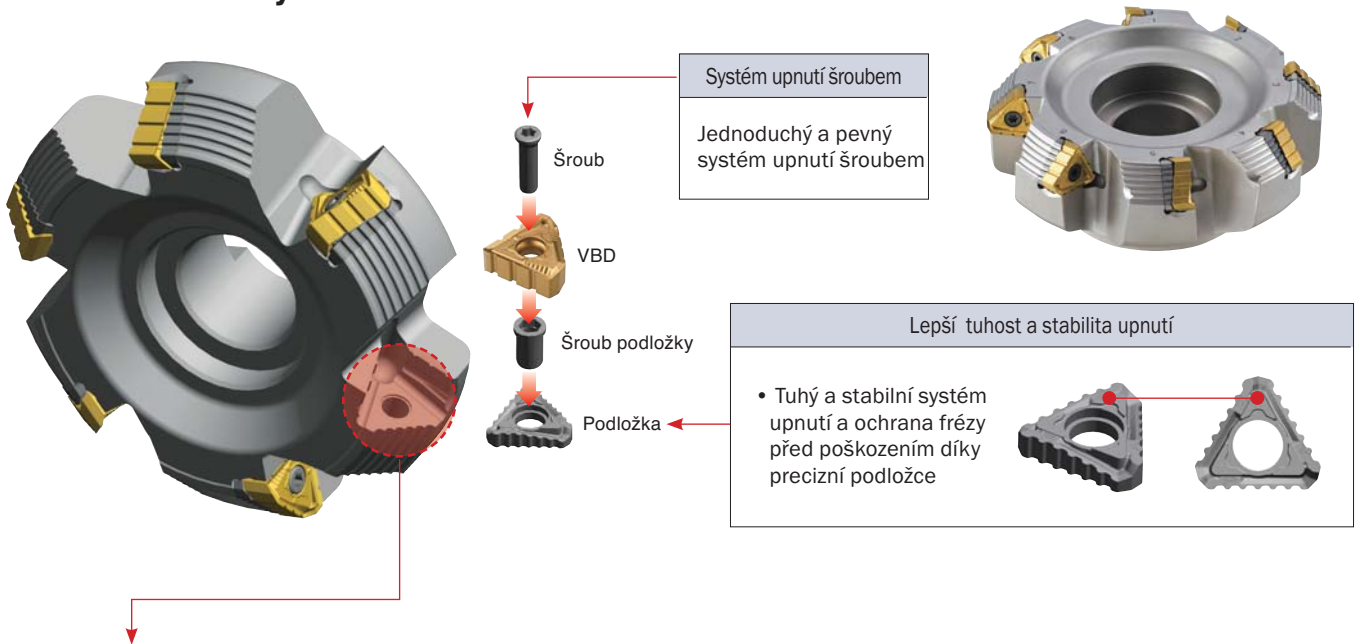 Systém upnutí šroubem
Jednoduchý a pevný
systém upnutí šroubem
Šroub
VBD
Šroub podložky
Podložka
Lepší tuhost a stabilita upnutí
• Tuhý a stabilní systém
upnutí a ochrana frézy
před poškozením díky
precizní podložce